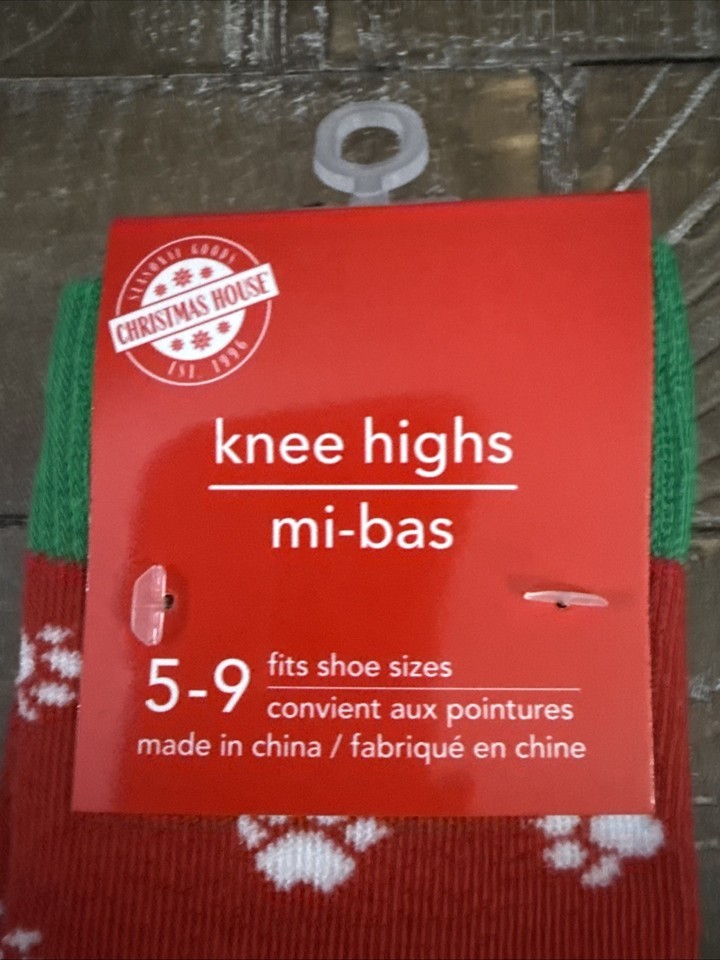 SEASONAL GOODS
CHRISTMAS HOUSE
EST. 1996
knee highs
mi-bas
5-9
fits shoe sizes
convient aux pointures
made in china / fabriqué en chine